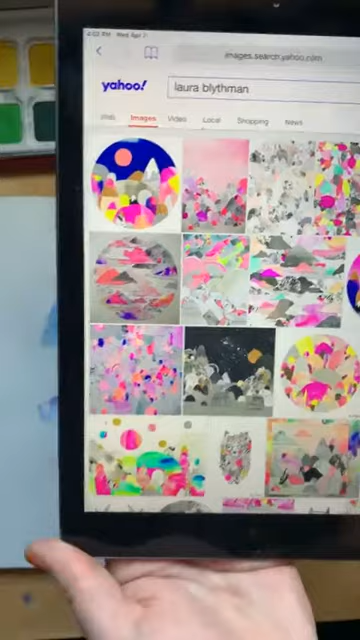 images.search.yahoo.com
yahoo!
laura blythman
Images
Video
Local
Shopping
News